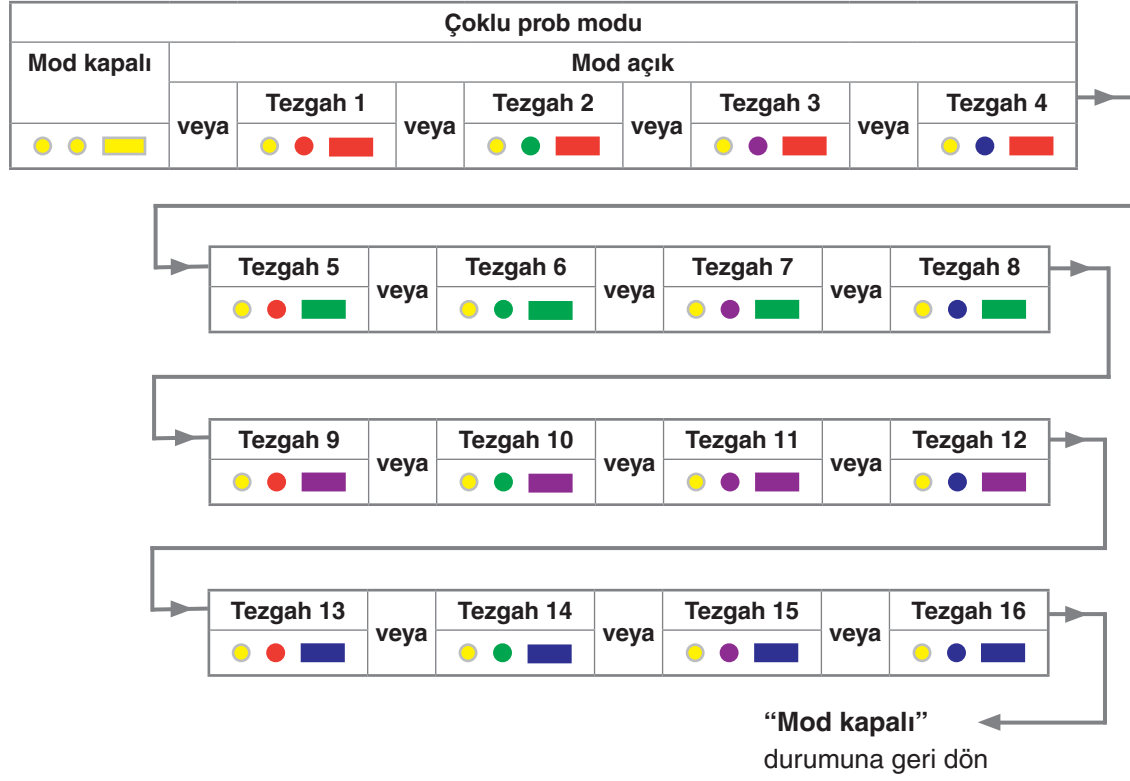 Çoklu prob modu
Mod kapalı
Mod açık
veya
Tezgah 1
veya
Tezgah 2
veya
Tezgah 3
veya
Tezgah 4
Tezgah 5
veya
Tezgah 6
veya
Tezgah 7
veya
Tezgah 8
Tezgah 9
veya
Tezgah 10
veya
Tezgah 11
veya
Tezgah 12
Tezgah 13
veya
Tezgah 14
veya
Tezgah 15
veya
Tezgah 16
“Mod kapalı”
durumuna geri dön